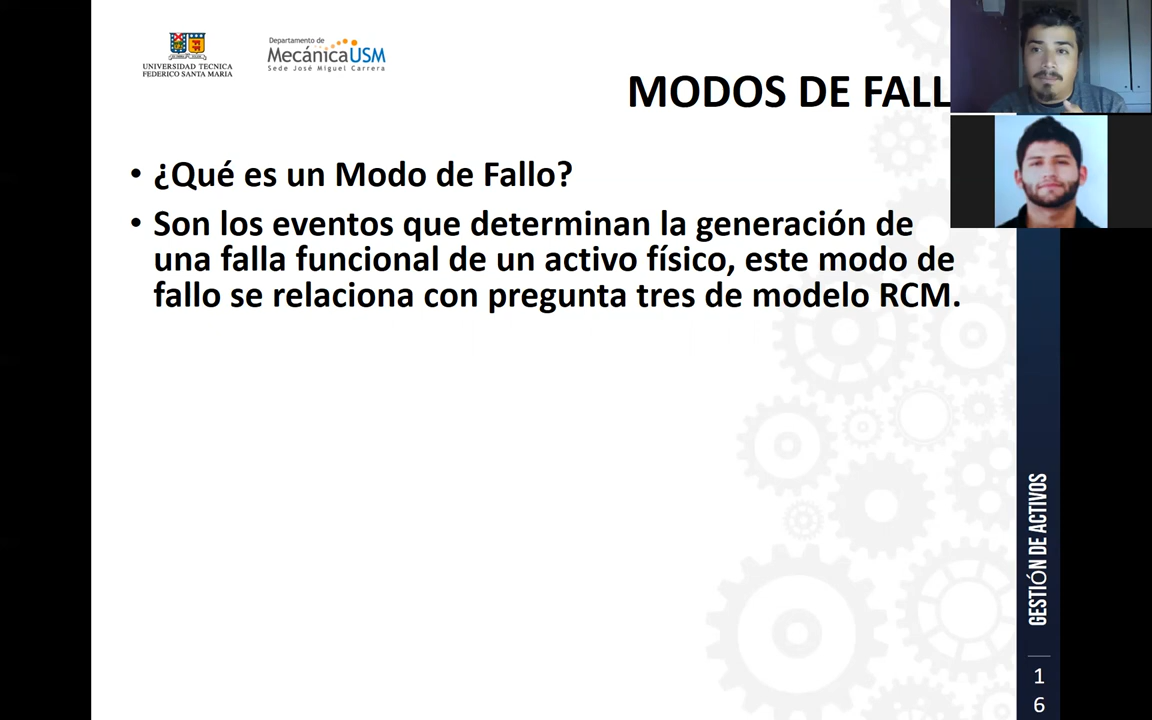 UNIVERSIDAD TECNICA
FEDERICO SANTA MARIA
Departamento de
MecánicaUSM
Sede José Miguel Carrera
MODOS DE FALL
• ¿Qué es un Modo de Fallo?
• Son los eventos que determinan la generación de
una falla funcional de un activo físico, este modo de
fallo se relaciona con pregunta tres de modelo RCM.
GESTIÓN DE ACTIVOS
1
6